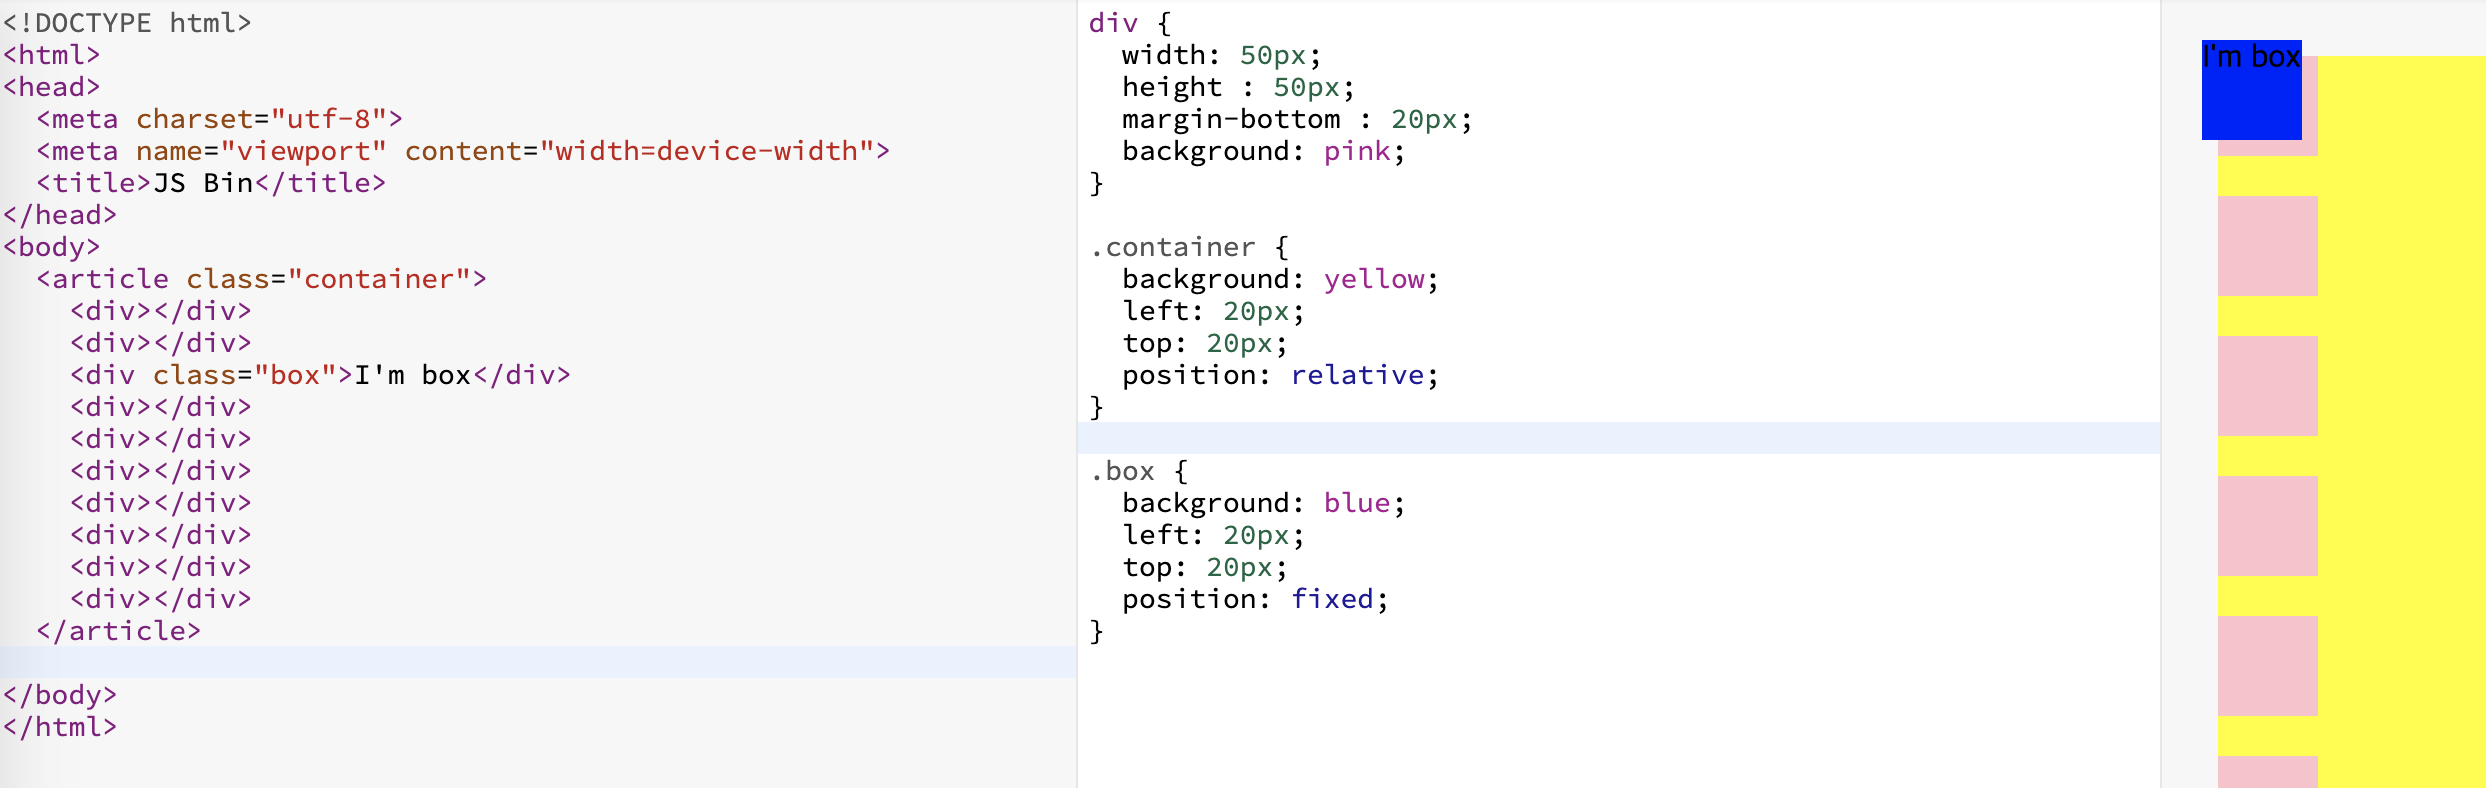 <!DOCTYPE html>
<html>
<head>
  <meta charset="utf-8">
  <meta name="viewport" content="width=device-width">
  <title>JS Bin</title>
</head>
<body>
  <article class="container">
    <div></div>
    <div></div>
    <div class="box">I'm box</div>
    <div></div>
    <div></div>
    <div></div>
    <div></div>
    <div></div>
    <div></div>
    <div></div>
  </article>
</body>
</html>
div {
  width: 50px;
  height : 50px;
  margin-bottom : 20px;
  background: pink;
}
.container {
  background: yellow;
  left: 20px;
  top: 20px;
  position: relative;
}
.box {
  background: blue;
  left: 20px;
  top: 20px;
  position: fixed;
}
I'm box